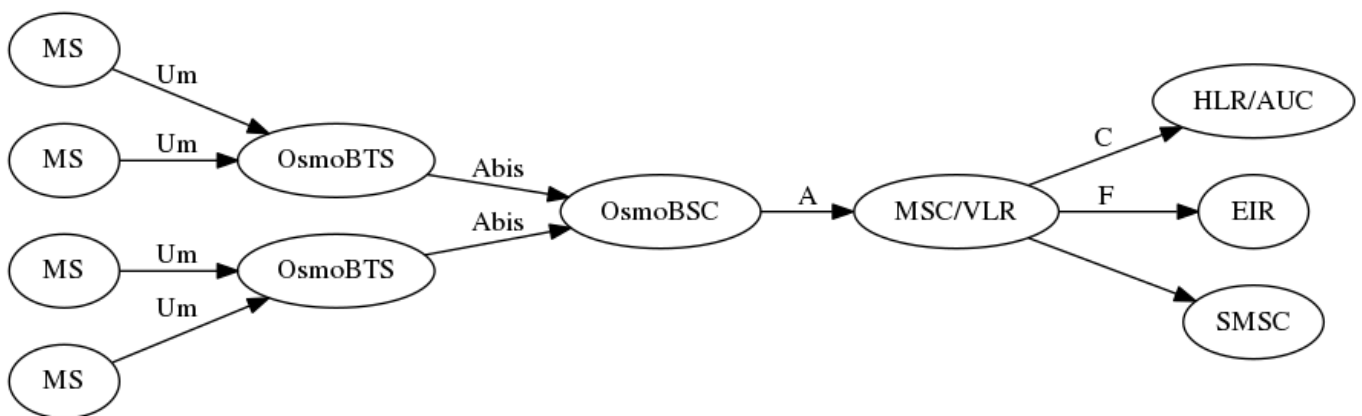 MS
Um
MS
Um
OsmoBTS
MS
Um
OsmoBTS
MS
Um
Abis
Abis
OsmoBSC
A
MSC/VLR
C
HLR/AUC
F
EIR
SMSC